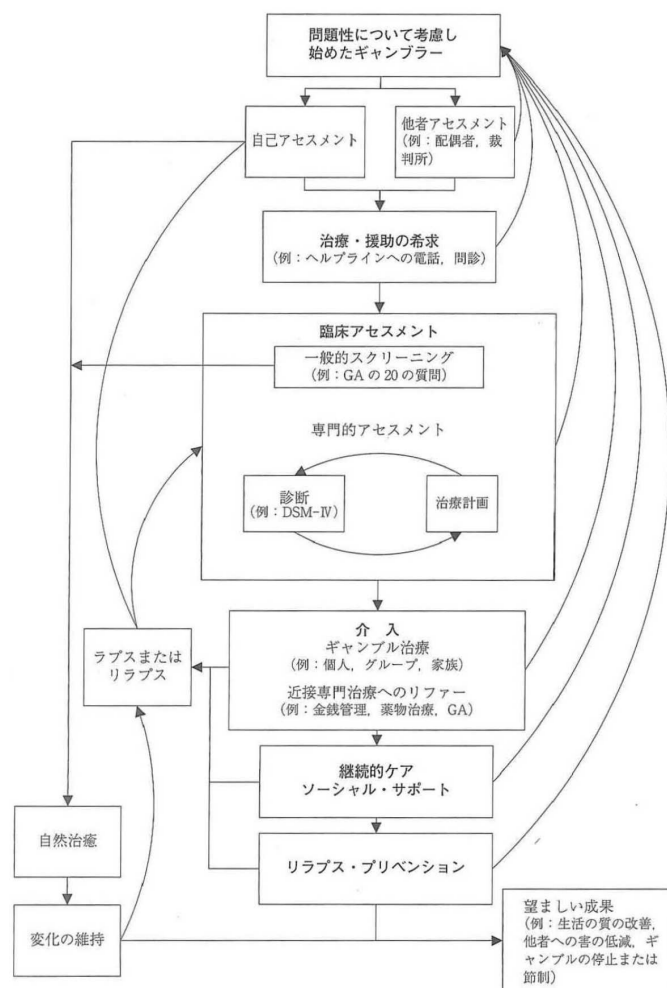 問題性について考慮し
始めたギャンブラー
自己アセスメント
他者アセスメント
(例：配偶者，裁
判所)
治療・援助の希求
(例：ヘルプラインへの電話，問診)
臨床アセスメント
一般的スクリーニング
(例：GAの20の質問)
専門的アセスメント
診断
(例：DSM-Ⅳ)
治療計画
介　入
ギャンブル治療
(例：個人，グループ，家族)
近接専門治療へのリファー
(例：金銭管理，薬物治療，GA)
ラプスまたは
リラプス
継続的ケア
ソーシャル・サポート
自然治癒
リラプス・プリベンション
変化の維持
望ましい成果
(例：生活の質の改善，
他者への害の低減，ギ
ャンブルの停止または
節制)